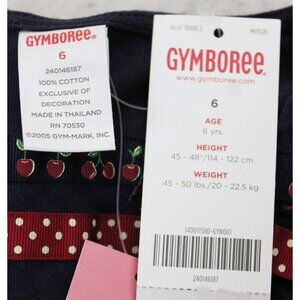 GYMBOREE
6
240146187
100% COTTON
EXCLUSIVE OF
DECORATION
MADE IN THAILAND
RN 70530
©2005 GYM-MARK, INC.
GYMBOREE
www.gymboree.com
6
AGE
6 yrs.
HEIGHT
45 - 48"/114 - 122 cm
WEIGHT
45 - 50 lbs./20 - 22.5 kg
140011580-GYN001
240146187